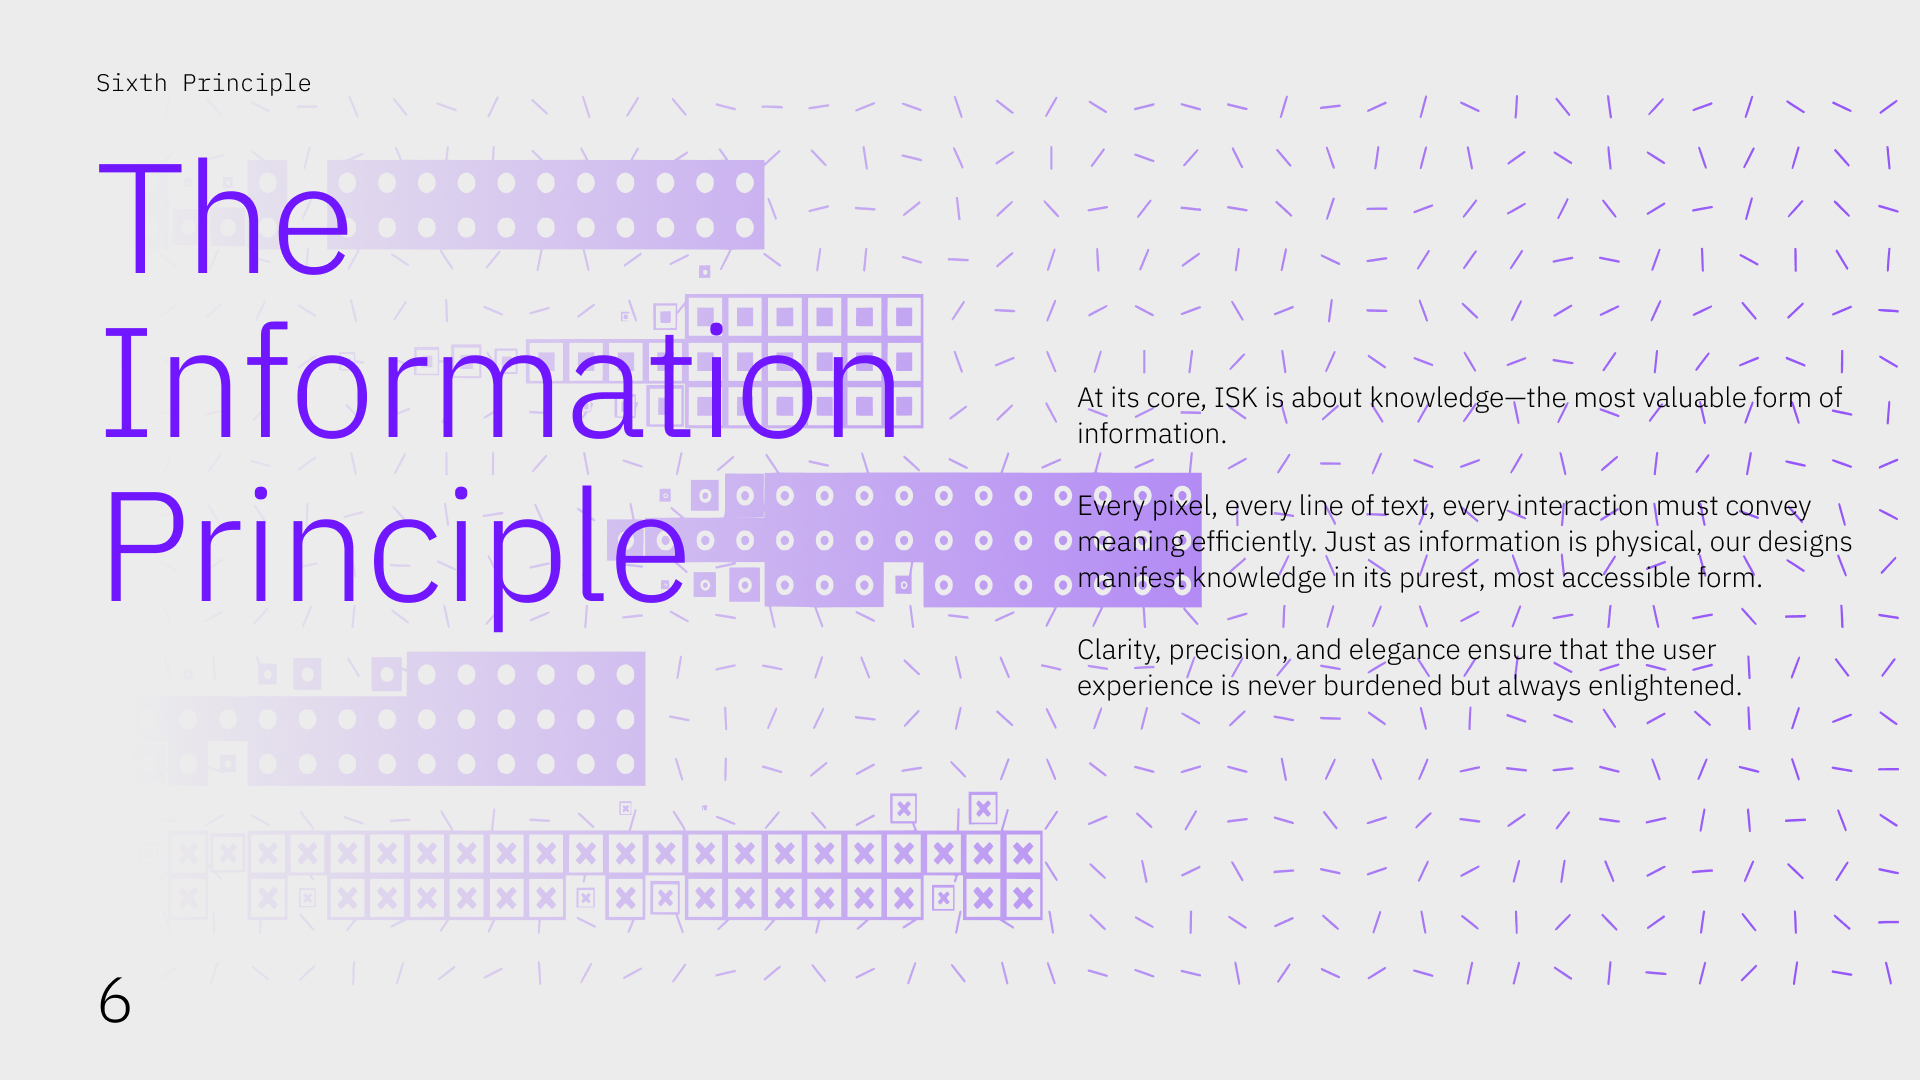 Sixth Principle
The
Information
Principle
At its core, ISK is about knowledge—the most valuable form of
information.
Every pixel, every line of text, every interaction must convey
meaning efficiently. Just as information is physical, our designs
manifest knowledge in its purest, most accessible form.
Clarity, precision, and elegance ensure that the user
experience is never burdened but always enlightened.
6